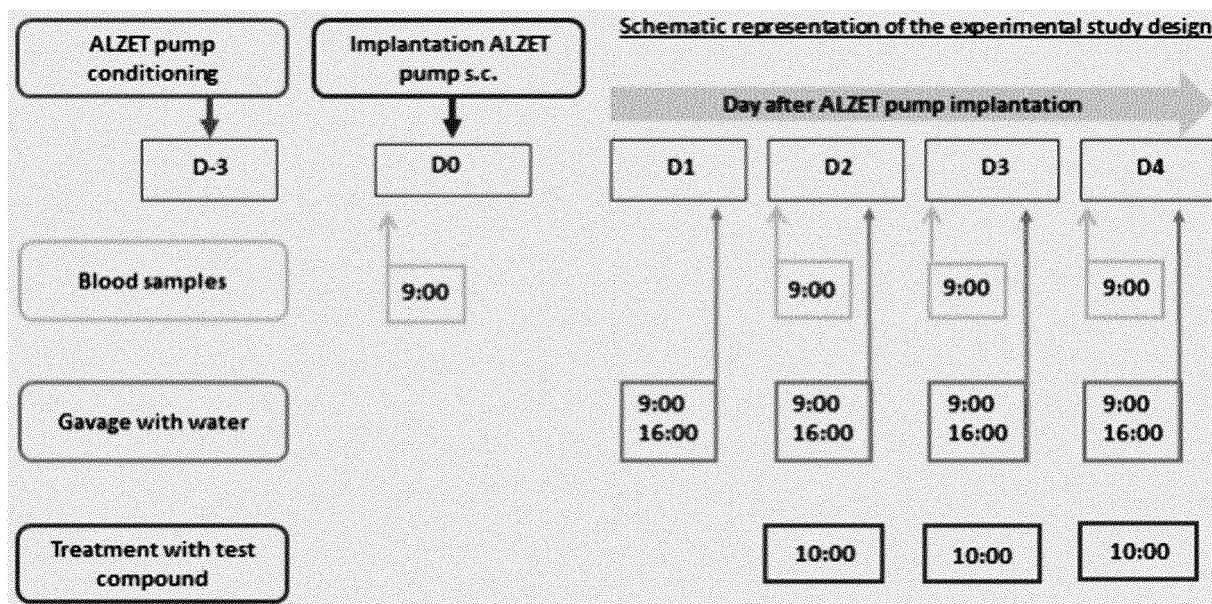 ALZET pump
conditioning
Implantation ALZET
pump s.c.
Schematic representation of the experimental study design
Day after ALZET pump implantation
D-3
D0
D1
D2
D3
D4
Blood samples
9:00
9:00
9:00
9:00
Gavage with water
9:00
16:00
9:00
16:00
9:00
16:00
9:00
16:00
Treatment with test
compound
10:00
10:00
10:00